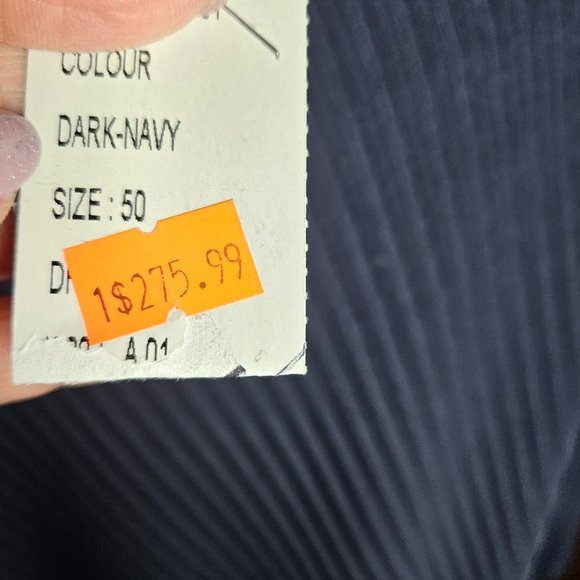 COLOUR
DARK-NAVY
SIZE : 50
1$275.99
A 01